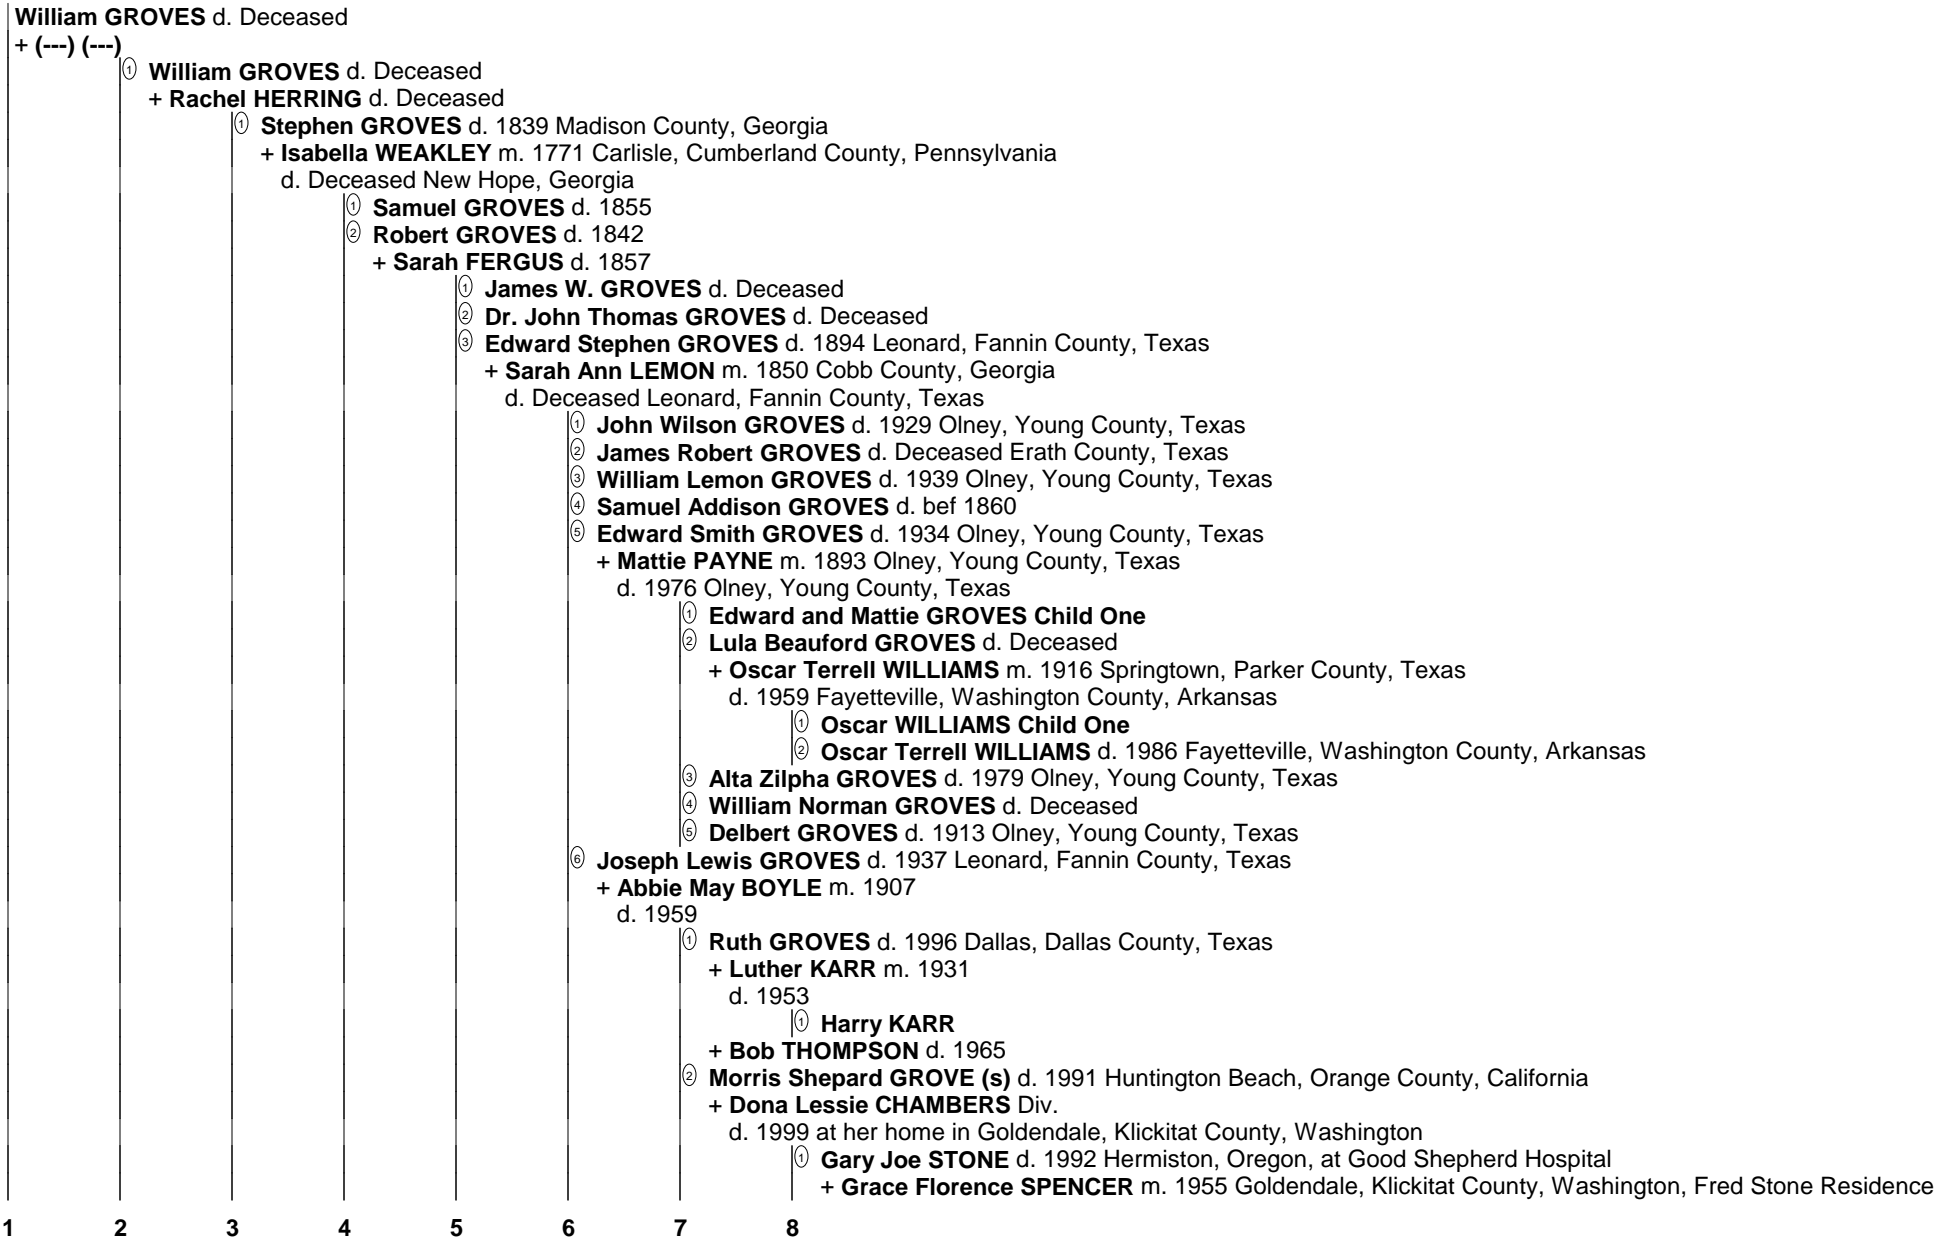 William GROVES d. Deceased
+ (---) (---)
① William GROVES d. Deceased
+ Rachel HERRING d. Deceased
① Stephen GROVES d. 1839 Madison County, Georgia
+ Isabella WEAKLEY m. 1771 Carlisle, Cumberland County, Pennsylvania
d. Deceased New Hope, Georgia
① Samuel GROVES d. 1855
② Robert GROVES d. 1842
+ Sarah FERGUS d. 1857
① James W. GROVES d. Deceased
② Dr. John Thomas GROVES d. Deceased
③ Edward Stephen GROVES d. 1894 Leonard, Fannin County, Texas
+ Sarah Ann LEMON m. 1850 Cobb County, Georgia
d. Deceased Leonard, Fannin County, Texas
① John Wilson GROVES d. 1929 Olney, Young County, Texas
② James Robert GROVES d. Deceased Erath County, Texas
③ William Lemon GROVES d. 1939 Olney, Young County, Texas
④ Samuel Addison GROVES d. bef 1860
⑤ Edward Smith GROVES d. 1934 Olney, Young County, Texas
+ Mattie PAYNE m. 1893 Olney, Young County, Texas
d. 1976 Olney, Young County, Texas
① Edward and Mattie GROVES Child One
② Lula Beauford GROVES d. Deceased
+ Oscar Terrell WILLIAMS m. 1916 Springtown, Parker County, Texas
d. 1959 Fayetteville, Washington County, Arkansas
① Oscar WILLIAMS Child One
② Oscar Terrell WILLIAMS d. 1986 Fayetteville, Washington County, Arkansas
③ Alta Zilpha GROVES d. 1979 Olney, Young County, Texas
④ William Norman GROVES d. Deceased
⑤ Delbert GROVES d. 1913 Olney, Young County, Texas
⑥ Joseph Lewis GROVES d. 1937 Leonard, Fannin County, Texas
+ Abbie May BOYLE m. 1907
d. 1959
① Ruth GROVES d. 1996 Dallas, Dallas County, Texas
+ Luther KARR m. 1931
d. 1953
① Harry KARR
+ Bob THOMPSON d. 1965
② Morris Shepard GROVE (s) d. 1991 Huntington Beach, Orange County, California
+ Dona Lessie CHAMBERS Div.
d. 1999 at her home in Goldendale, Klickitat County, Washington
① Gary Joe STONE d. 1992 Hermiston, Oregon, at Good Shepherd Hospital
+ Grace Florence SPENCER m. 1955 Goldendale, Klickitat County, Washington, Fred Stone Residence
1 2 3 4 5 6 7 8